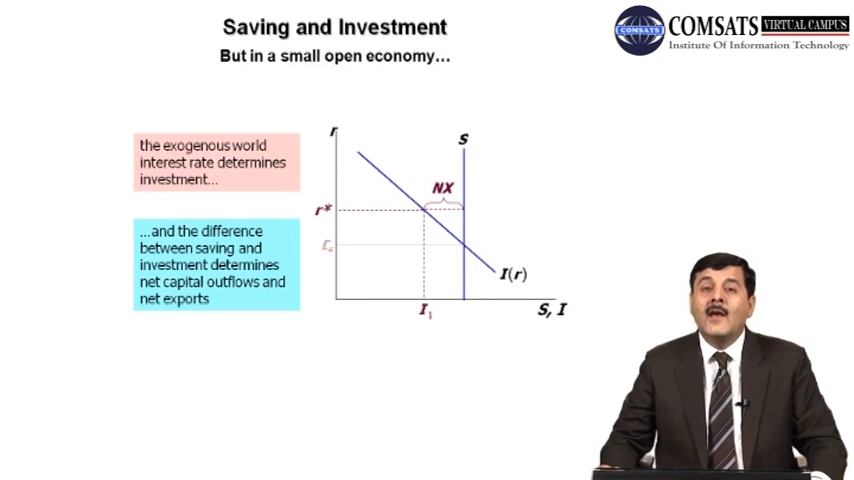 Saving and Investment
But in a small open economy...
COMSATS VIRTUAL CAMPUS
Institute Of Information Technology
COMSATS
the exogenous world
interest rate determines
investment...
...and the difference
between saving and
investment determines
net capital outflows and
net exports
r
S
NX
r*
I(r)
I1
S, I